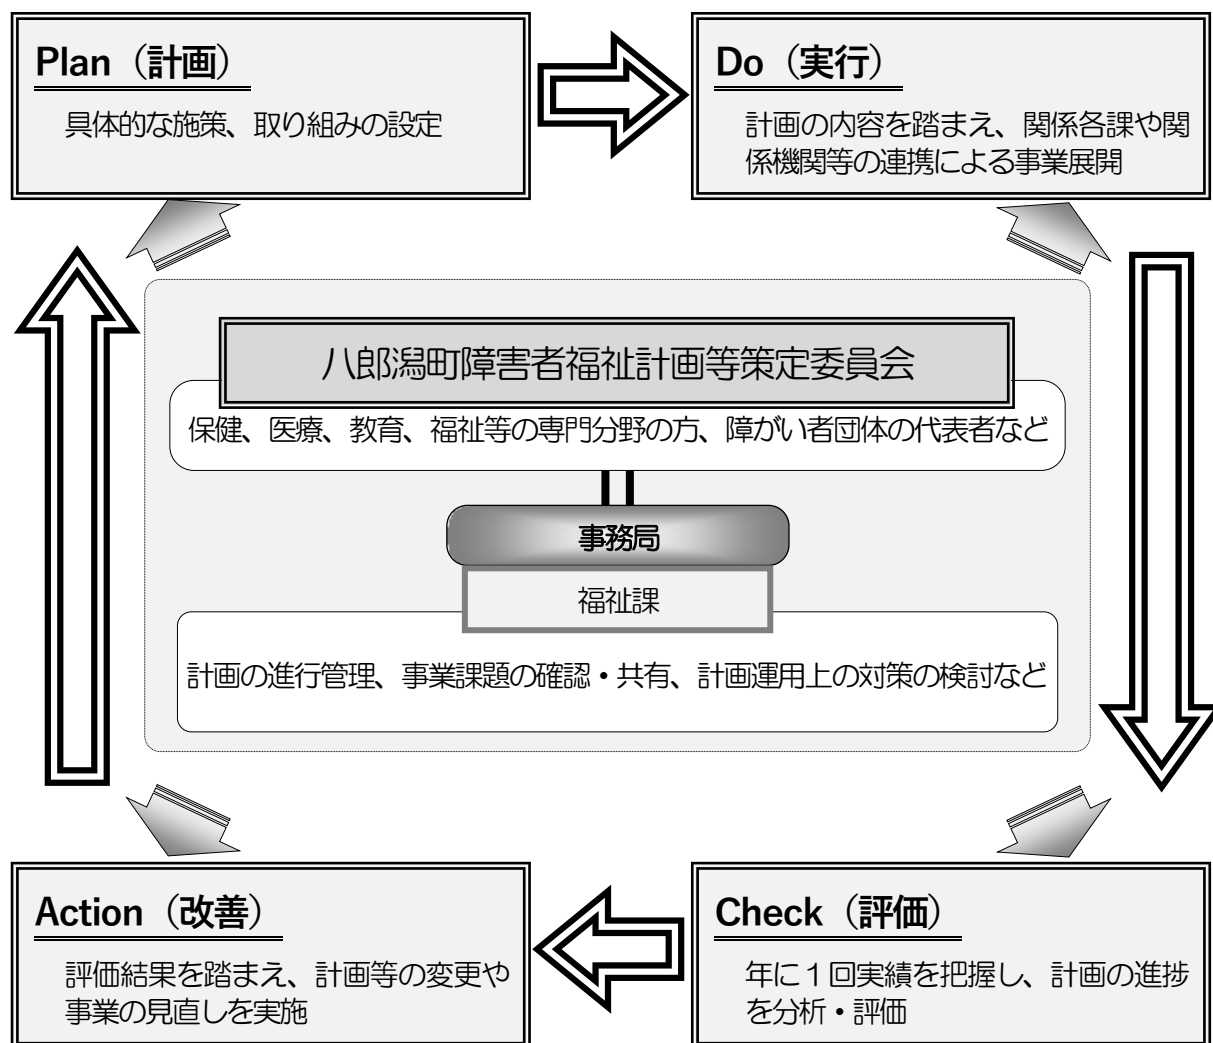 Plan（計画）
具体的な施策、取り組みの設定
Do（実行）
計画の内容を踏まえ、関係各課や関
係機関等の連携による事業展開
八郎潟町障害者福祉計画等策定委員会
保健、医療、教育、福祉等の専門分野の方、障がい者団体の代表者など
事務局
福祉課
計画の進行管理、事業課題の確認・共有、計画運用上の対策の検討など
Action（改善）
評価結果を踏まえ、計画等の変更や
事業の見直しを実施
Check（評価）
年に１回実績を把握し、計画の進捗
を分析・評価